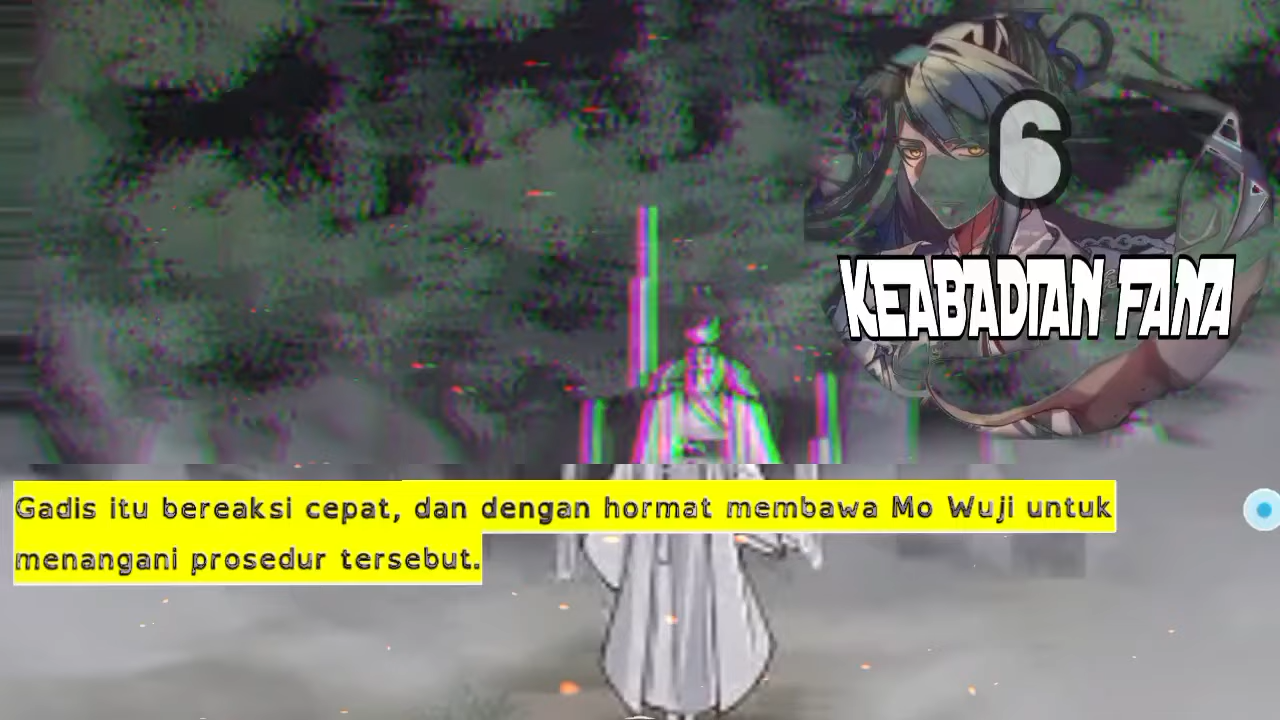 6
KEABADIAN FANA
Gadis itu bereaksi cepat, dan dengan hormat membawa Mo Wuji untuk
menangani prosedur tersebut.